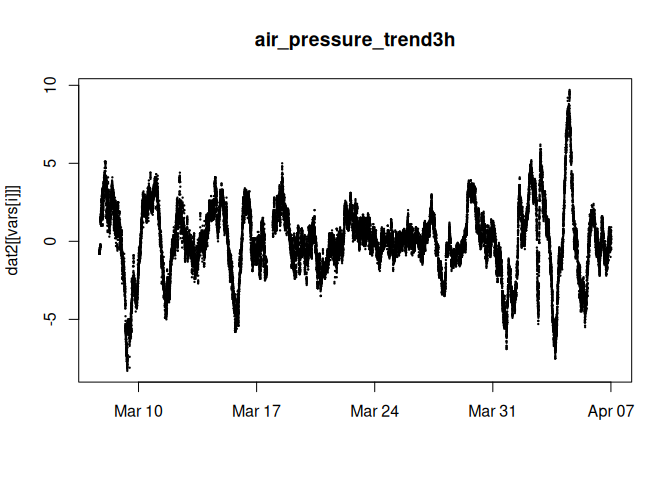 air_pressure_trend3h
dat2[[vars[i]]]
10
5
0
-5
Mar 10
Mar 17
Mar 24
Mar 31
Apr 07